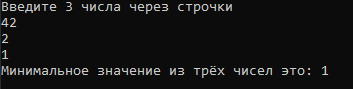 Введите 3 числа через строчки
42
2
1
Минимальное значение из трёх чисел это: 1